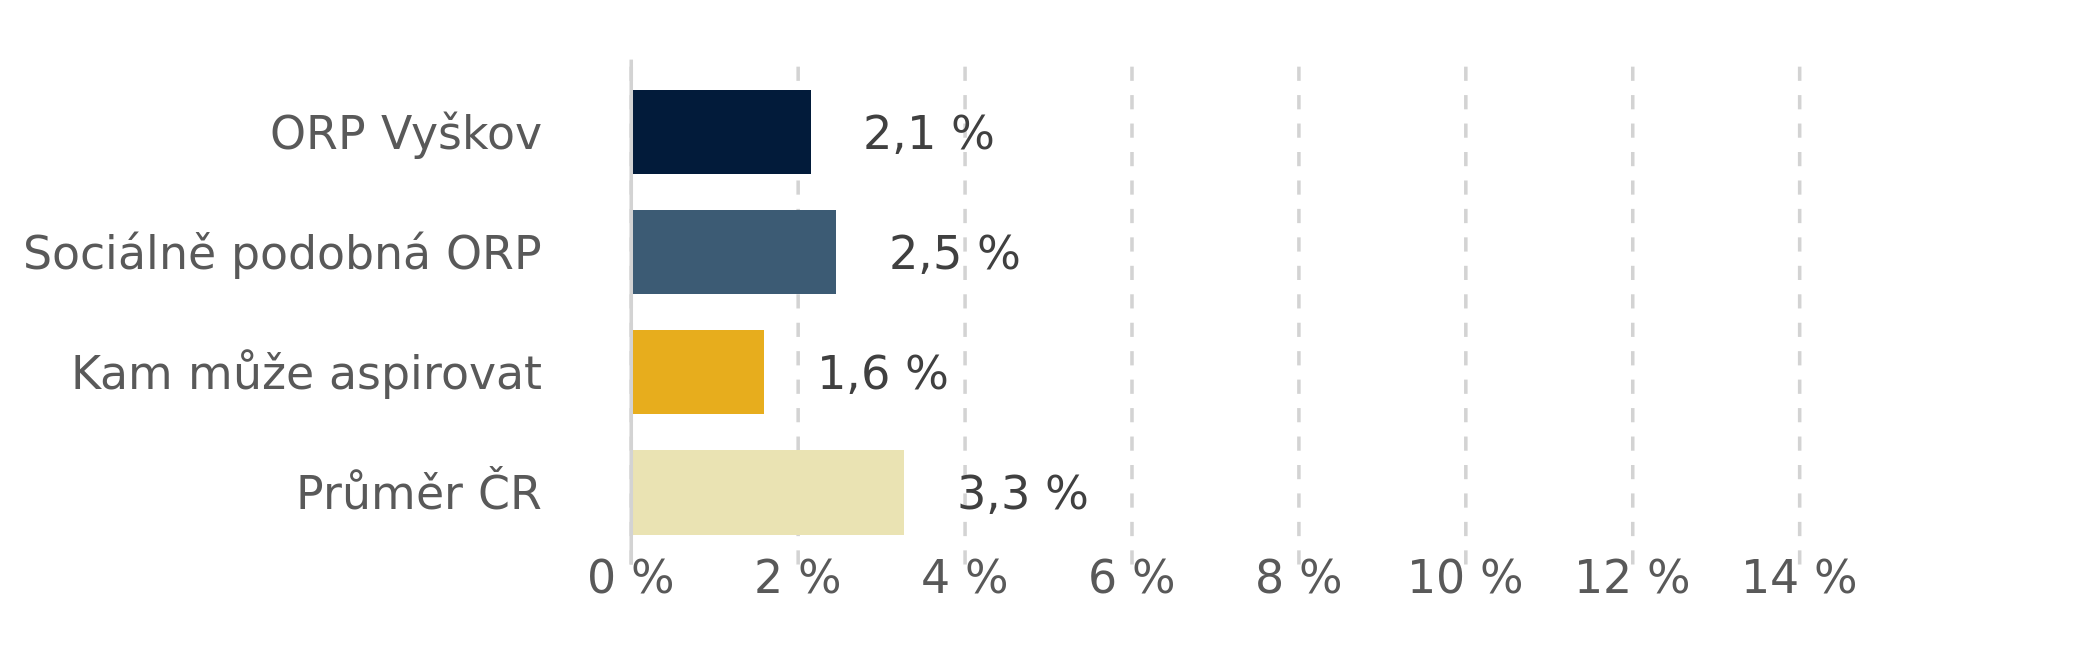 ORP Vyškov 2,1 %
Sociálně podobná ORP 2,5 %
Kam může aspirovat 1,6 %
Průměr ČR 3,3 %
0 % 2 % 4 % 6 % 8 % 10 % 12 % 14 %